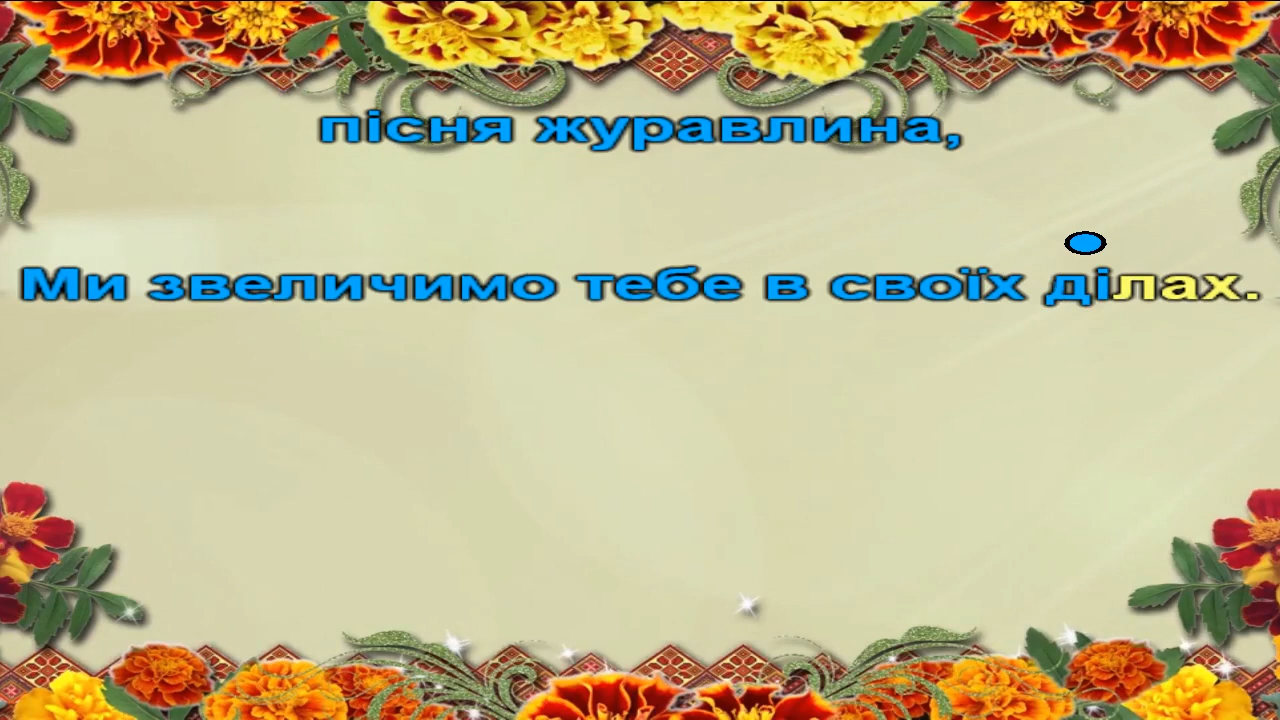 пісня журавлина,
Ми звеличимо тебе в своїх ділах.